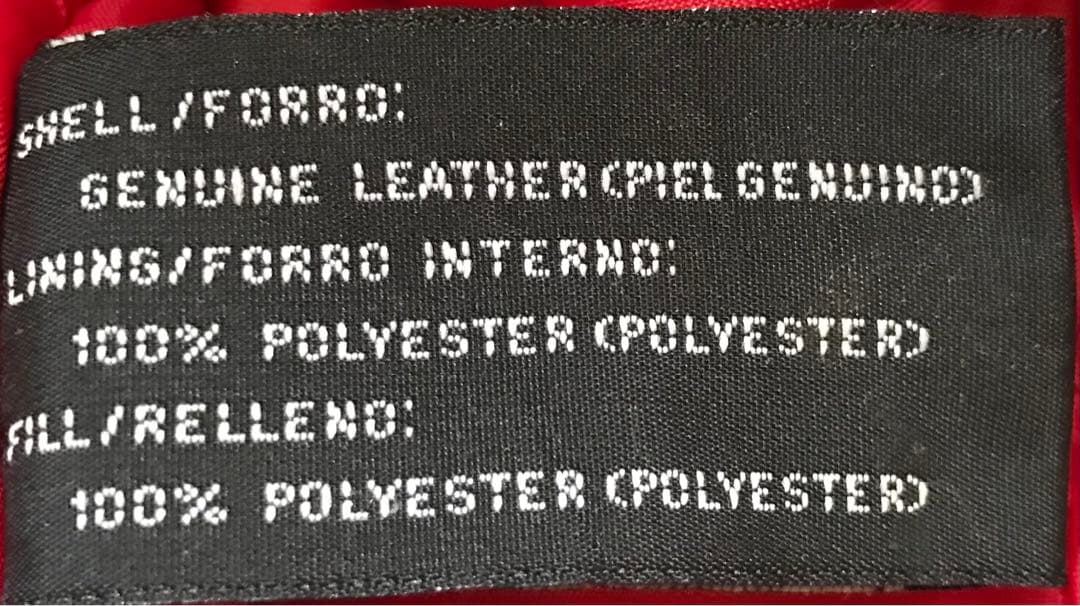 SHELL/FORRO:
GENUINE LEATHER (PIEL GENUINO)
LINING/FORRO INTERNO:
100% POLYESTER (POLYESTER)
FILL/RELLENO:
100% POLYESTER (POLYESTER)